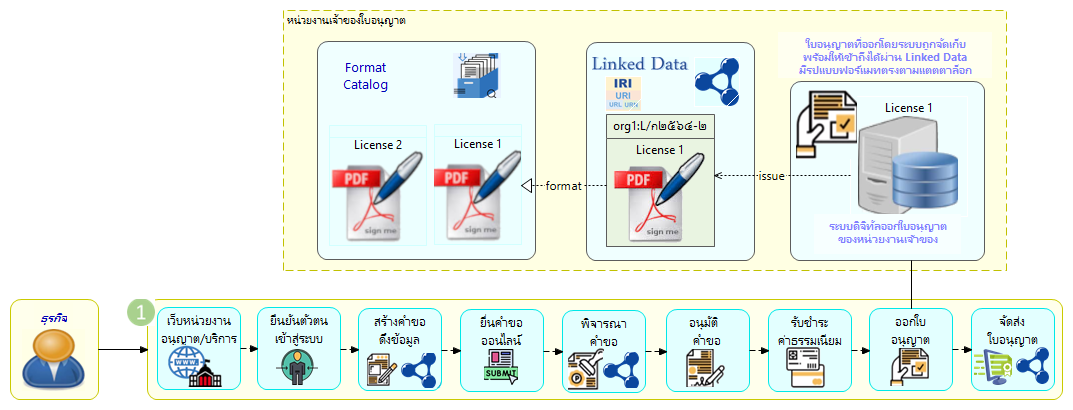 หน่วยงานเจ้าของใบอนุญาต
Format
Catalog
License 2
PDF
sign me
License 1
PDF
sign me
format
Linked Data
IRI
URI
URL URN
org1:L/ก๒๕๖๔-๒
License 1
PDF
sign me
issue
ใบอนุญาตที่ออกโดยระบบถูกจัดเก็บ
พร้อมให้เข้าถึงได้ผ่าน Linked Data
มีรูปแบบฟอร์แมทตรงตามแตตตาล็อก
License 1
ระบบดิจิทัลออกใบอนุญาต
ของหน่วยงานเจ้าของ
ธุรกิจ
1
เว็บหน่วยงาน
อนุญาต/บริการ
WWW
ยืนยันตัวตน
เข้าสู่ระบบ
สร้างคำขอ
ดึงข้อมูล
ยื่นคำขอ
ออนไลน์
SUBMIT
พิจารณา
คำขอ
อนุมัติ
คำขอ
รับชำระ
ค่าธรรมเนียม
ออกใบ
อนุญาต
จัดส่ง
ใบอนุญาต